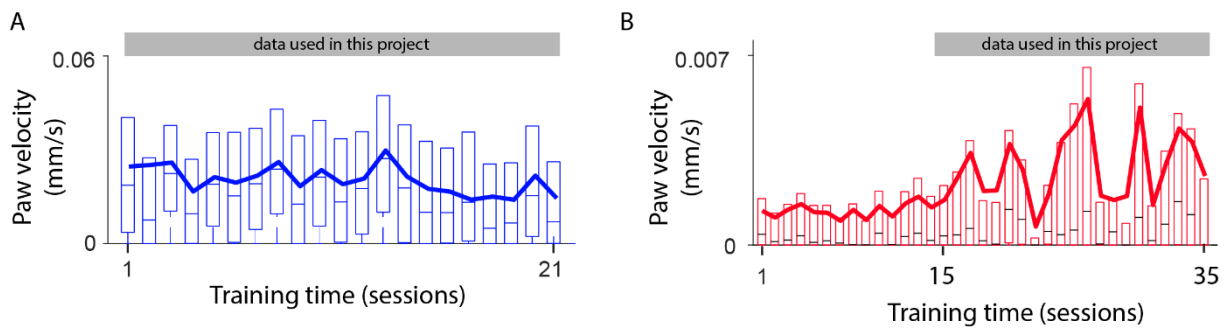 A
data used in this project
0.06
Paw velocity
(mm/s)
0
1
21
Training time (sessions)
B
data used in this project
0.007
Paw velocity
(mm/s)
0
1
15
35
Training time (sessions)